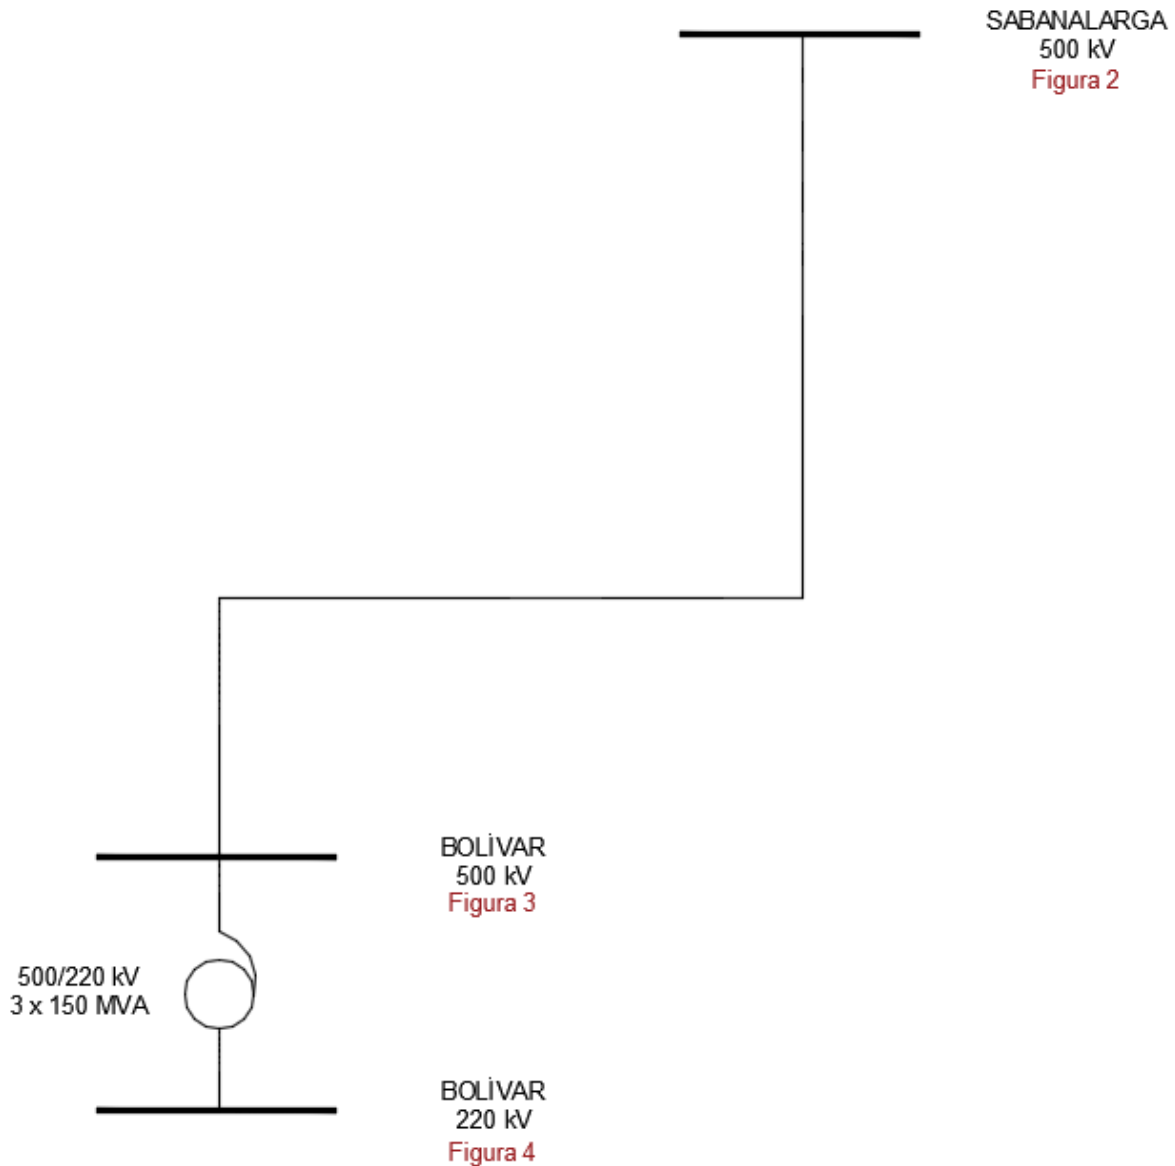 SABANALARGA
500 kV
Figura 2
BOLİVAR
500 kV
Figura 3
500/220 kV
3 x 150 MVA
BOLİVAR
220 kV
Figura 4